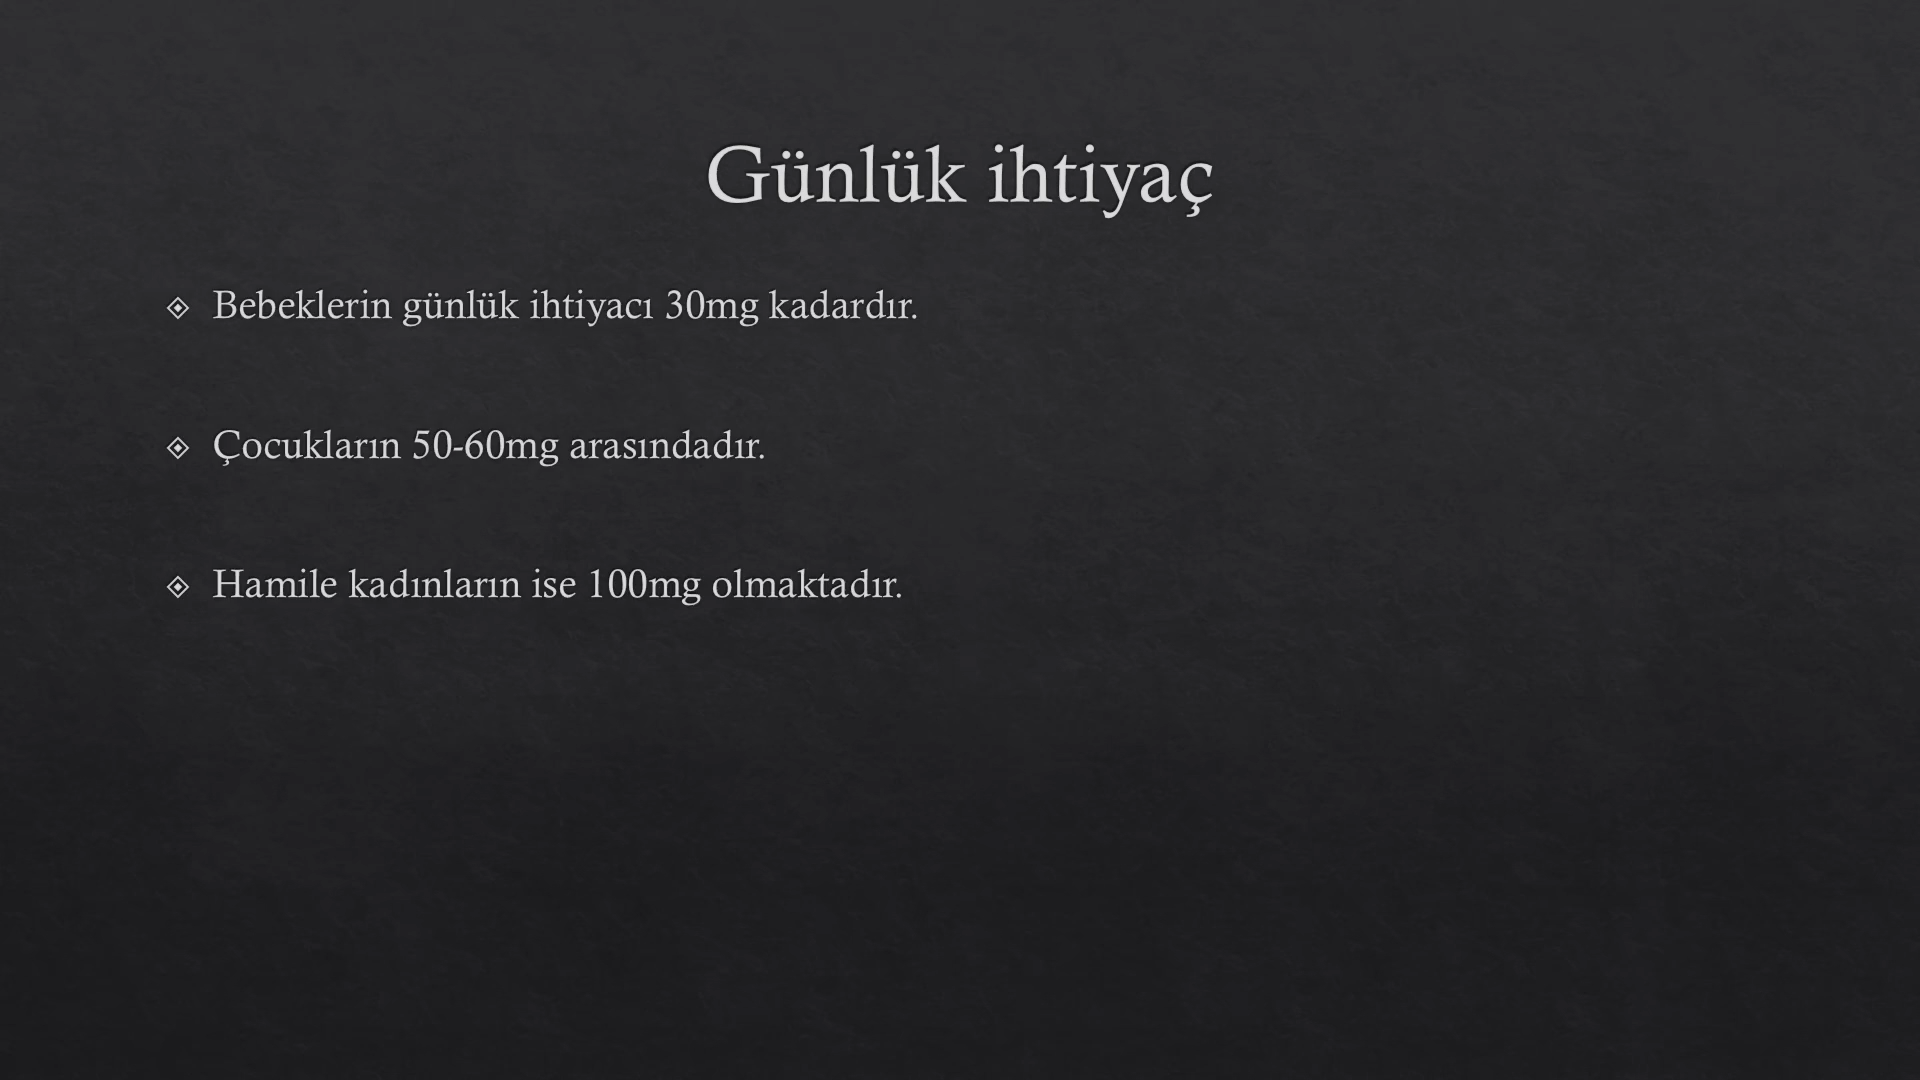 Günlük ihtiyaç
Bebeklerin günlük ihtiyacı 30mg kadardır.
Çocukların 50-60mg arasındadır.
Hamile kadınların ise 100mg olmaktadır.